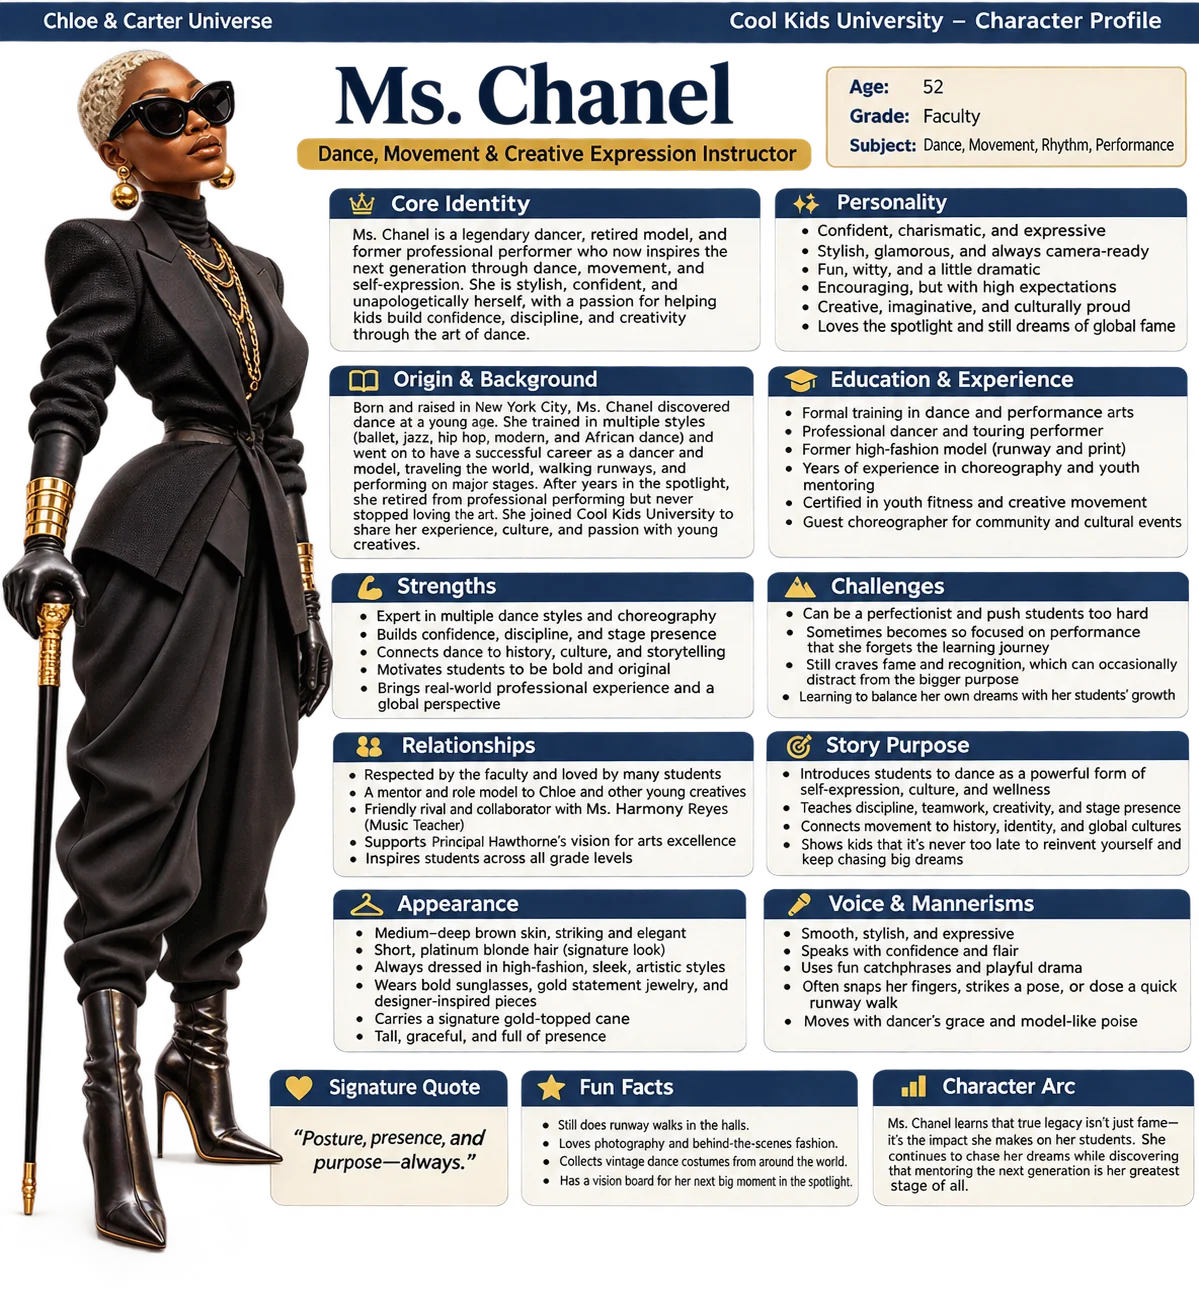 Chloe & Carter Universe
Cool Kids University – Character Profile
Ms. Chanel
Dance, Movement & Creative Expression Instructor
Age: 52
Grade: Faculty
Subject: Dance, Movement, Rhythm, Performance
Core Identity
Ms. Chanel is a legendary dancer, retired model, and
former professional performer who now inspires the
next generation through dance, movement, and
self-expression. She is stylish, confident, and
unapologetically herself, with a passion for helping
kids build confidence, discipline, and creativity
through the art of dance.
Personality
• Confident, charismatic, and expressive
• Stylish, glamorous, and always camera-ready
• Fun, witty, and a little dramatic
• Encouraging, but with high expectations
• Creative, imaginative, and culturally proud
• Loves the spotlight and still dreams of global fame
Origin & Background
Born and raised in New York City, Ms. Chanel discovered
dance at a young age. She trained in multiple styles
(ballet, jazz, hip hop, modern, and African dance) and
went on to have a successful career as a dancer and
model, traveling the world, walking runways, and
performing on major stages. After years in the spotlight,
she retired from professional performing but never
stopped loving the art. She joined Cool Kids University to
share her experience, culture, and passion with young
creatives.
Education & Experience
• Formal training in dance and performance arts
• Professional dancer and touring performer
• Former high-fashion model (runway and print)
• Years of experience in choreography and youth
mentoring
• Certified in youth fitness and creative movement
• Guest choreographer for community and cultural events
Strengths
• Expert in multiple dance styles and choreography
• Builds confidence, discipline, and stage presence
• Connects dance to history, culture, and storytelling
• Motivates students to be bold and original
• Brings real-world professional experience and a
global perspective
Challenges
• Can be a perfectionist and push students too hard
• Sometimes becomes so focused on performance
that she forgets the learning journey
• Still craves fame and recognition, which can occasionally
distract from the bigger purpose
• Learning to balance her own dreams with her students' growth
Relationships
• Respected by the faculty and loved by many students
• A mentor and role model to Chloe and other young creatives
• Friendly rival and collaborator with Ms. Harmony Reyes
(Music Teacher)
• Supports Principal Hawthorne's vision for arts excellence
• Inspires students across all grade levels
Story Purpose
• Introduces students to dance as a powerful form of
self-expression, culture, and wellness
• Teaches discipline, teamwork, creativity, and stage presence
• Connects movement to history, identity, and global cultures
• Shows kids that it's never too late to reinvent yourself and
keep chasing big dreams
Appearance
• Medium–deep brown skin, striking and elegant
• Short, platinum blonde hair (signature look)
• Always dressed in high-fashion, sleek, artistic styles
• Wears bold sunglasses, gold statement jewelry, and
designer-inspired pieces
• Carries a signature gold-topped cane
• Tall, graceful, and full of presence
Voice & Mannerisms
• Smooth, stylish, and expressive
• Speaks with confidence and flair
• Uses fun catchphrases and playful drama
• Often snaps her fingers, strikes a pose, or dose a quick
runway walk
• Moves with dancer's grace and model-like poise
Signature Quote
"Posture, presence, and
purpose—always."
Fun Facts
• Still does runway walks in the halls.
• Loves photography and behind-the-scenes fashion.
• Collects vintage dance costumes from around the world.
• Has a vision board for her next big moment in the spotlight.
Character Arc
Ms. Chanel learns that true legacy isn't just fame—
it's the impact she makes on her students. She
continues to chase her dreams while discovering
that mentoring the next generation is her greatest
stage of all.